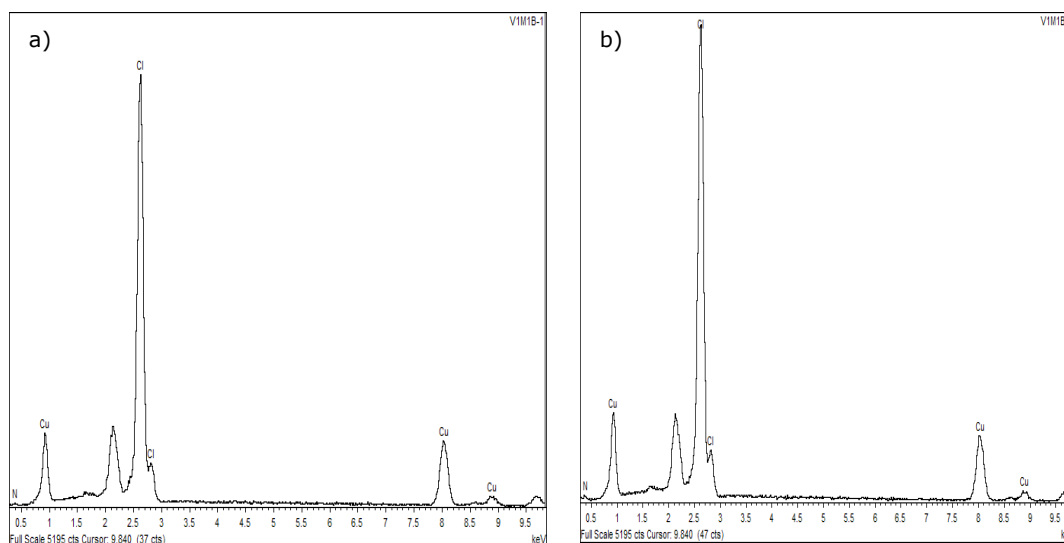 a)
V1M1B-1
Cl
Cu
Cl
Cu
Cu
N
0.5 1 1.5 2 2.5 3 3.5 4 4.5 5 5.5 6 6.5 7 7.5 8 8.5 9 9.5
Full Scale 5195 cts Cursor: 9.840 (37 cts) keV
b)
V1M1B
Cl
Cu
Cl
Cu
Cu
N
0.5 1 1.5 2 2.5 3 3.5 4 4.5 5 5.5 6 6.5 7 7.5 8 8.5 9 9.5
Full Scale 5195 cts Cursor: 9.840 (47 cts)